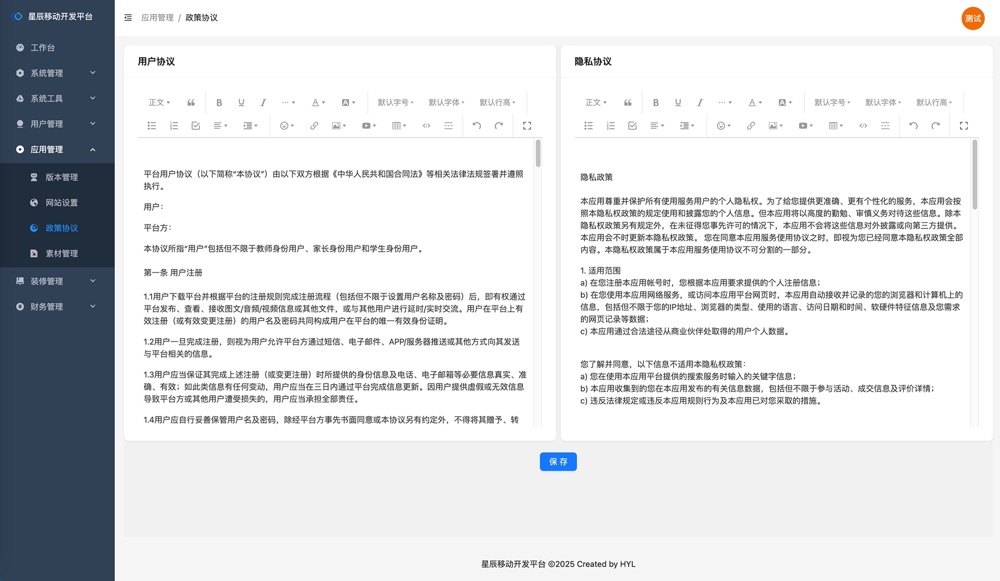 星辰移动开发平台
工作台
系统管理
系统工具
用户管理
应用管理
版本管理
网站设置
政策协议
素材管理
装修管理
财务管理
应用管理 / 政策协议
测试
用户协议
正文 B U I A A 默认字号 默认字体 默认行高
平台用户协议（以下简称“本协议”）由以下双方根据《中华人民共和国合同法》等相关法律法规签署并遵照
执行。
用户：
平台方：
本协议所指“用户”包括但不限于教师身份用户、家长身份用户和学生身份用户。
第一条 用户注册
1.1用户下载平台并根据平台的注册规则完成注册流程（包括但不限于设置用户名称及密码）后，即有权通过
平台发布、查看、接收图文/音频/视频信息或其他文件，或与其他用户进行延时/实时交流。用户在平台上有
效注册（或有效变更注册）的用户名及密码共同构成用户在平台的唯一有效身份证明。
1.2用户一旦完成注册，则视为用户允许平台方通过短信、电子邮件、APP/服务器推送或其他方式向其发送
与平台相关的信息。
1.3用户应当保证其完成上述注册（或变更注册）时所提供的身份信息及电话、电子邮箱等必要信息真实、准
确、有效；如此类信息有任何变动，用户应当在三日内通过平台完成信息更新。因用户提供虚假或无效信息
导致平台方或其他用户遭受损失的，用户应当承担全部责任。
1.4用户应自行妥善保管用户名及密码，除经平台方事先书面同意或本协议另有约定外，不得将其赠予、转
隐私协议
正文 B U I A A 默认字号 默认字体 默认行高
隐私政策
本应用尊重并保护所有使用服务用户的个人隐私权。为了给您提供更准确、更有个性化的服务，本应用会按
照本隐私权政策的规定使用和披露您的个人信息。但本应用将以高度的勤勉、审慎义务对待这些信息。除本
隐私权政策另有规定外，在未征得您事先许可的情况下，本应用不会将这些信息对外披露或向第三方提供。
本应用会不时更新本隐私权政策。 您在同意本应用服务使用协议之时，即视为您已经同意本隐私权政策全部
内容。本隐私权政策属于本应用服务使用协议不可分割的一部分。
1. 适用范围
a) 在您注册本应用帐号时，您根据本应用要求提供的个人注册信息；
b) 在您使用本应用网络服务，或访问本应用平台网页时，本应用自动接收并记录的您的浏览器和计算机上的
信息，包括但不限于您的IP地址、浏览器的类型、使用的语言、访问日期和时间、软硬件特征信息及您需求
的网页记录等数据；
c) 本应用通过合法途径从商业伙伴处取得的用户个人数据。
您了解并同意，以下信息不适用本隐私权政策：
a) 您在使用本应用平台提供的搜索服务时输入的关键字信息；
b) 本应用收集到的您在本应用发布的有关信息数据，包括但不限于参与活动、成交信息及评价详情；
c) 违反法律规定或违反本应用规则行为及本应用已对您采取的措施。
保 存
星辰移动开发平台 ©2025 Created by HYL